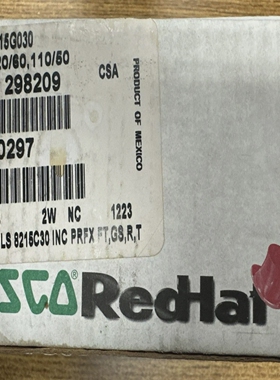 15G030
20/60,110/50
298209
CSA
PRODUCT OF MEXICO
0297
2W NC 1223
LS 8215C30 INC PRFX FT,GS,R,T
SCO RedHat